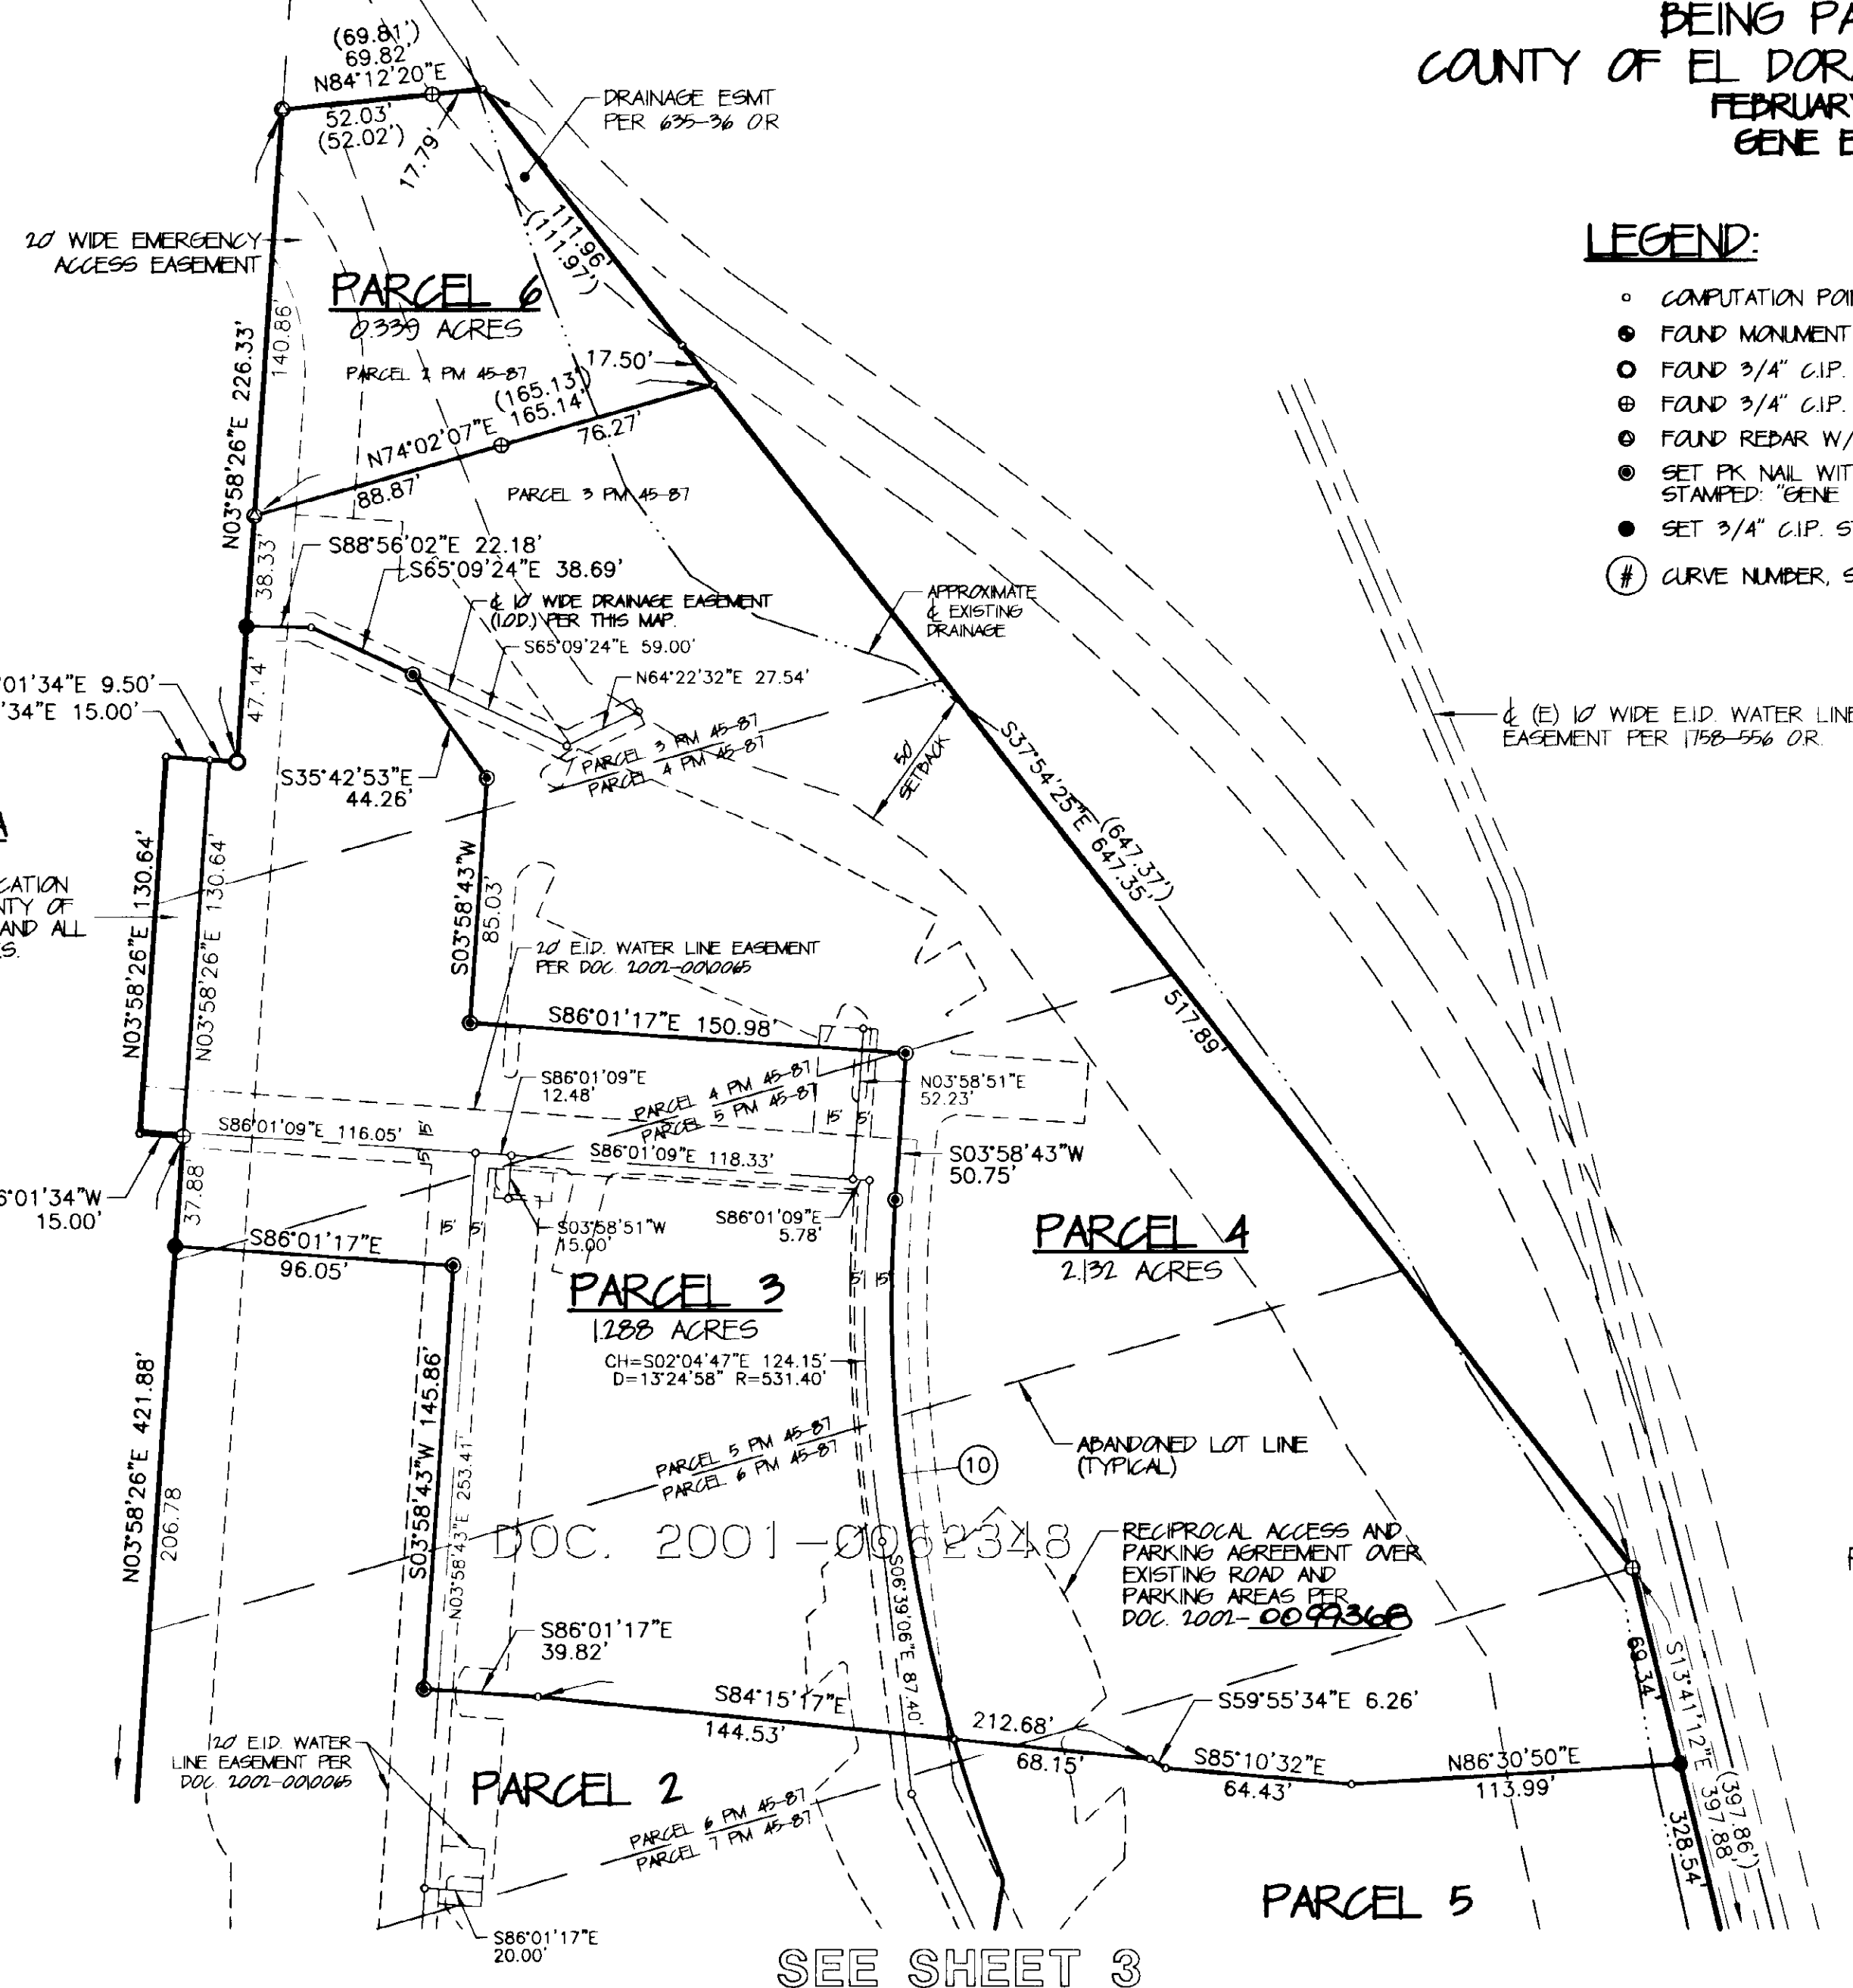 BEING PA
COUNTY OF EL DORA
FEBRUARY
GENE E
(69.81')
69.82'
N84°12'20"E
52.03'
(52.02')
17.79'
DRAINAGE ESMT
PER 635-36 OR
111.96'
(111.97')
20' WIDE EMERGENCY
ACCESS EASEMENT
LEGEND:
COMPUTATION POI
FOUND MONUMENT
FOUND 3/4" C.I.P.
FOUND 3/4" C.I.P.
FOUND REBAR W/
SET PK NAIL WIT
STAMPED: "GENE
SET 3/4" C.I.P. S
# CURVE NUMBER, S
PARCEL 6
0.339 ACRES
N03°58'26"E 226.33'
140.86'
PARCEL 2 PM 45-87
17.50'
(165.13')
N74°02'07"E 165.14'
76.27'
88.87'
PARCEL 3 PM 45-87
S88°56'02"E 22.18'
38.33'
S65°09'24"E 38.69'
℄ 10' WIDE DRAINAGE EASEMENT
(I.O.D.) PER THIS MAP.
S65°09'24"E 59.00'
N64°22'32"E 27.54'
APPROXIMATE
℄ EXISTING
DRAINAGE
47.14'
01'34"E 9.50'
'34"E 15.00'
S35°42'53"E
44.26'
PARCEL 3 PM 45-87
PARCEL 4 PM 45-87
50'
SETBACK
S37°54'25"E 647.35'
(647.37')
517.89'
℄ (E) 10' WIDE E.I.D. WATER LINE
EASEMENT PER 1758-556 O.R.
A
CATION
NTY OF
AND ALL
S.
N03°58'26"E 130.64'
N03°58'26"E 130.64'
S03°58'43"W
85.03'
20' E.I.D. WATER LINE EASEMENT
PER DOC. 2002-0010065
S86°01'17"E 150.98'
S86°01'09"E
12.48'
PARCEL 4 PM 45-87
PARCEL 5 PM 45-87
N03°58'51"E
52.23'
15' 5'
S86°01'09"E 116.05'
15'
5'
S86°01'09"E 118.33'
S03°58'43"W
50.75'
6°01'34"W
15.00'
37.88
S03°58'51"W
15.00'
S86°01'09"E
5.78'
15' 5'
5' 15'
S86°01'17"E
96.05'
PARCEL 3
1.288 ACRES
CH=S02°04'47"E 124.15'
D=13°24'58" R=531.40'
PARCEL 4
2.132 ACRES
N03°58'26"E 421.88'
206.78
S03°58'43"W 145.86'
N03°58'43"E 253.41'
PARCEL 5 PM 45-87
PARCEL 6 PM 45-87
10
ABANDONED LOT LINE
(TYPICAL)
DOC. 2001-0062348
RECIPROCAL ACCESS AND
PARKING AGREEMENT OVER
EXISTING ROAD AND
PARKING AREAS PER
DOC. 2002-0099368
S06°39'06"E 87.40'
S86°01'17"E
39.82'
S84°15'17"E
144.53'
212.68'
68.15'
S59°55'34"E 6.26'
S85°10'32"E
64.43'
N86°30'50"E
113.99'
69.34'
S13°41'12"E 397.88'
(397.86')
328.54'
20' E.I.D. WATER
LINE EASEMENT PER
DOC. 2002-0010065
PARCEL 2
PARCEL 6 PM 45-87
PARCEL 7 PM 45-87
PARCEL 5
S86°01'17"E
20.00'
SEE SHEET 3